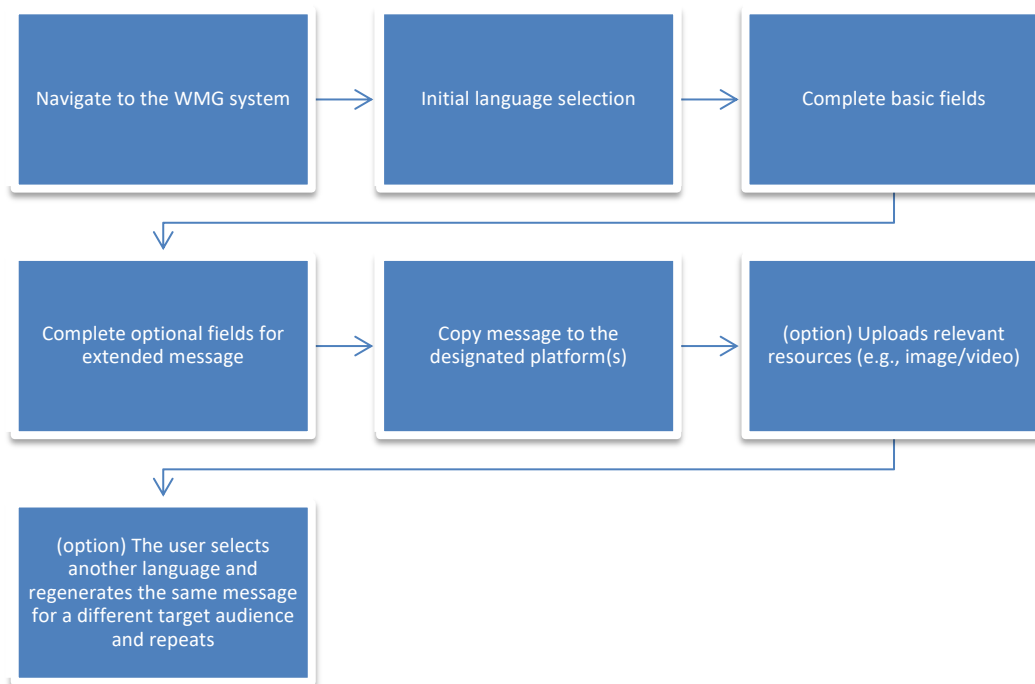 Navigate to the WMG system
Initial language selection
Complete basic fields
Complete optional fields for
extended message
Copy message to the
designated platform(s)
(option) Uploads relevant
resources (e.g., image/video)
(option) The user selects
another language and
regenerates the same message
for a different target audience
and repeats